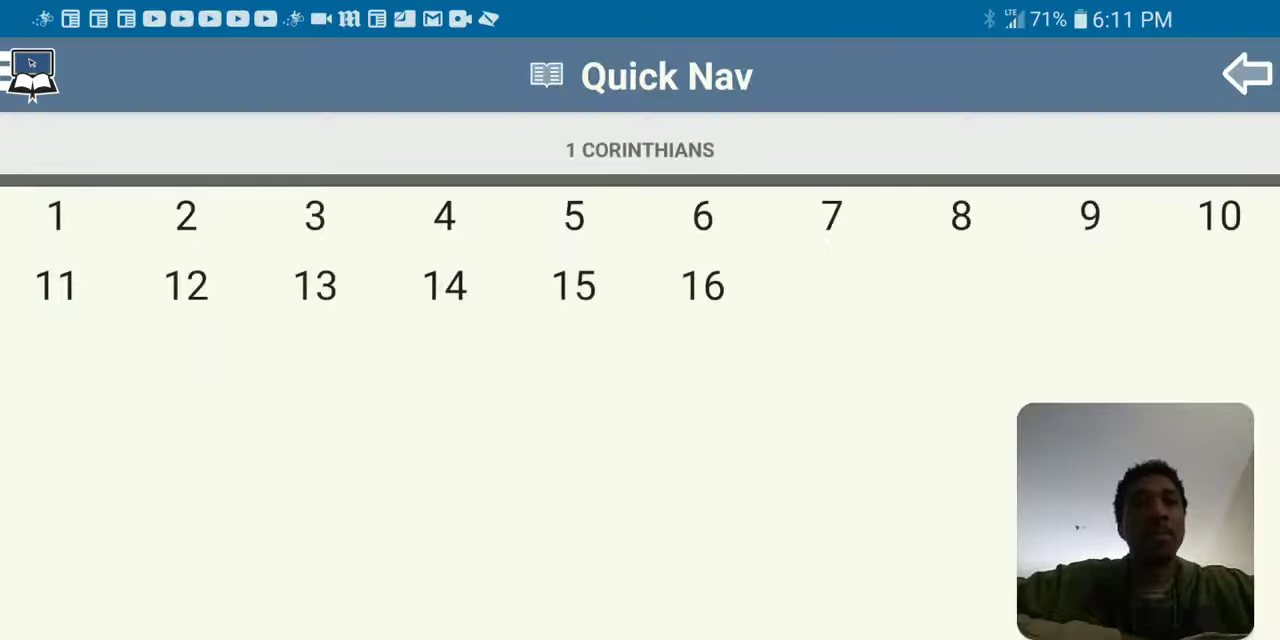 LTE 71% 6:11 PM
Quick Nav
1 CORINTHIANS
1 2 3 4 5 6 7 8 9 10
11 12 13 14 15 16